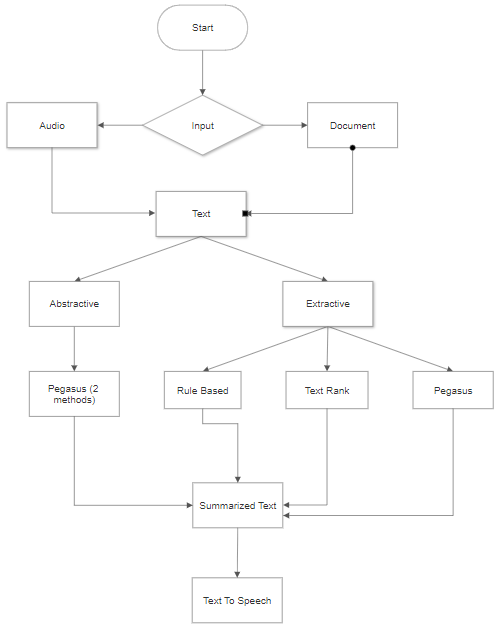 Start
Audio
Input
Document
Text
Abstractive
Extractive
Pegasus (2
methods)
Rule Based
Text Rank
Pegasus
Summarized Text
Text To Speech